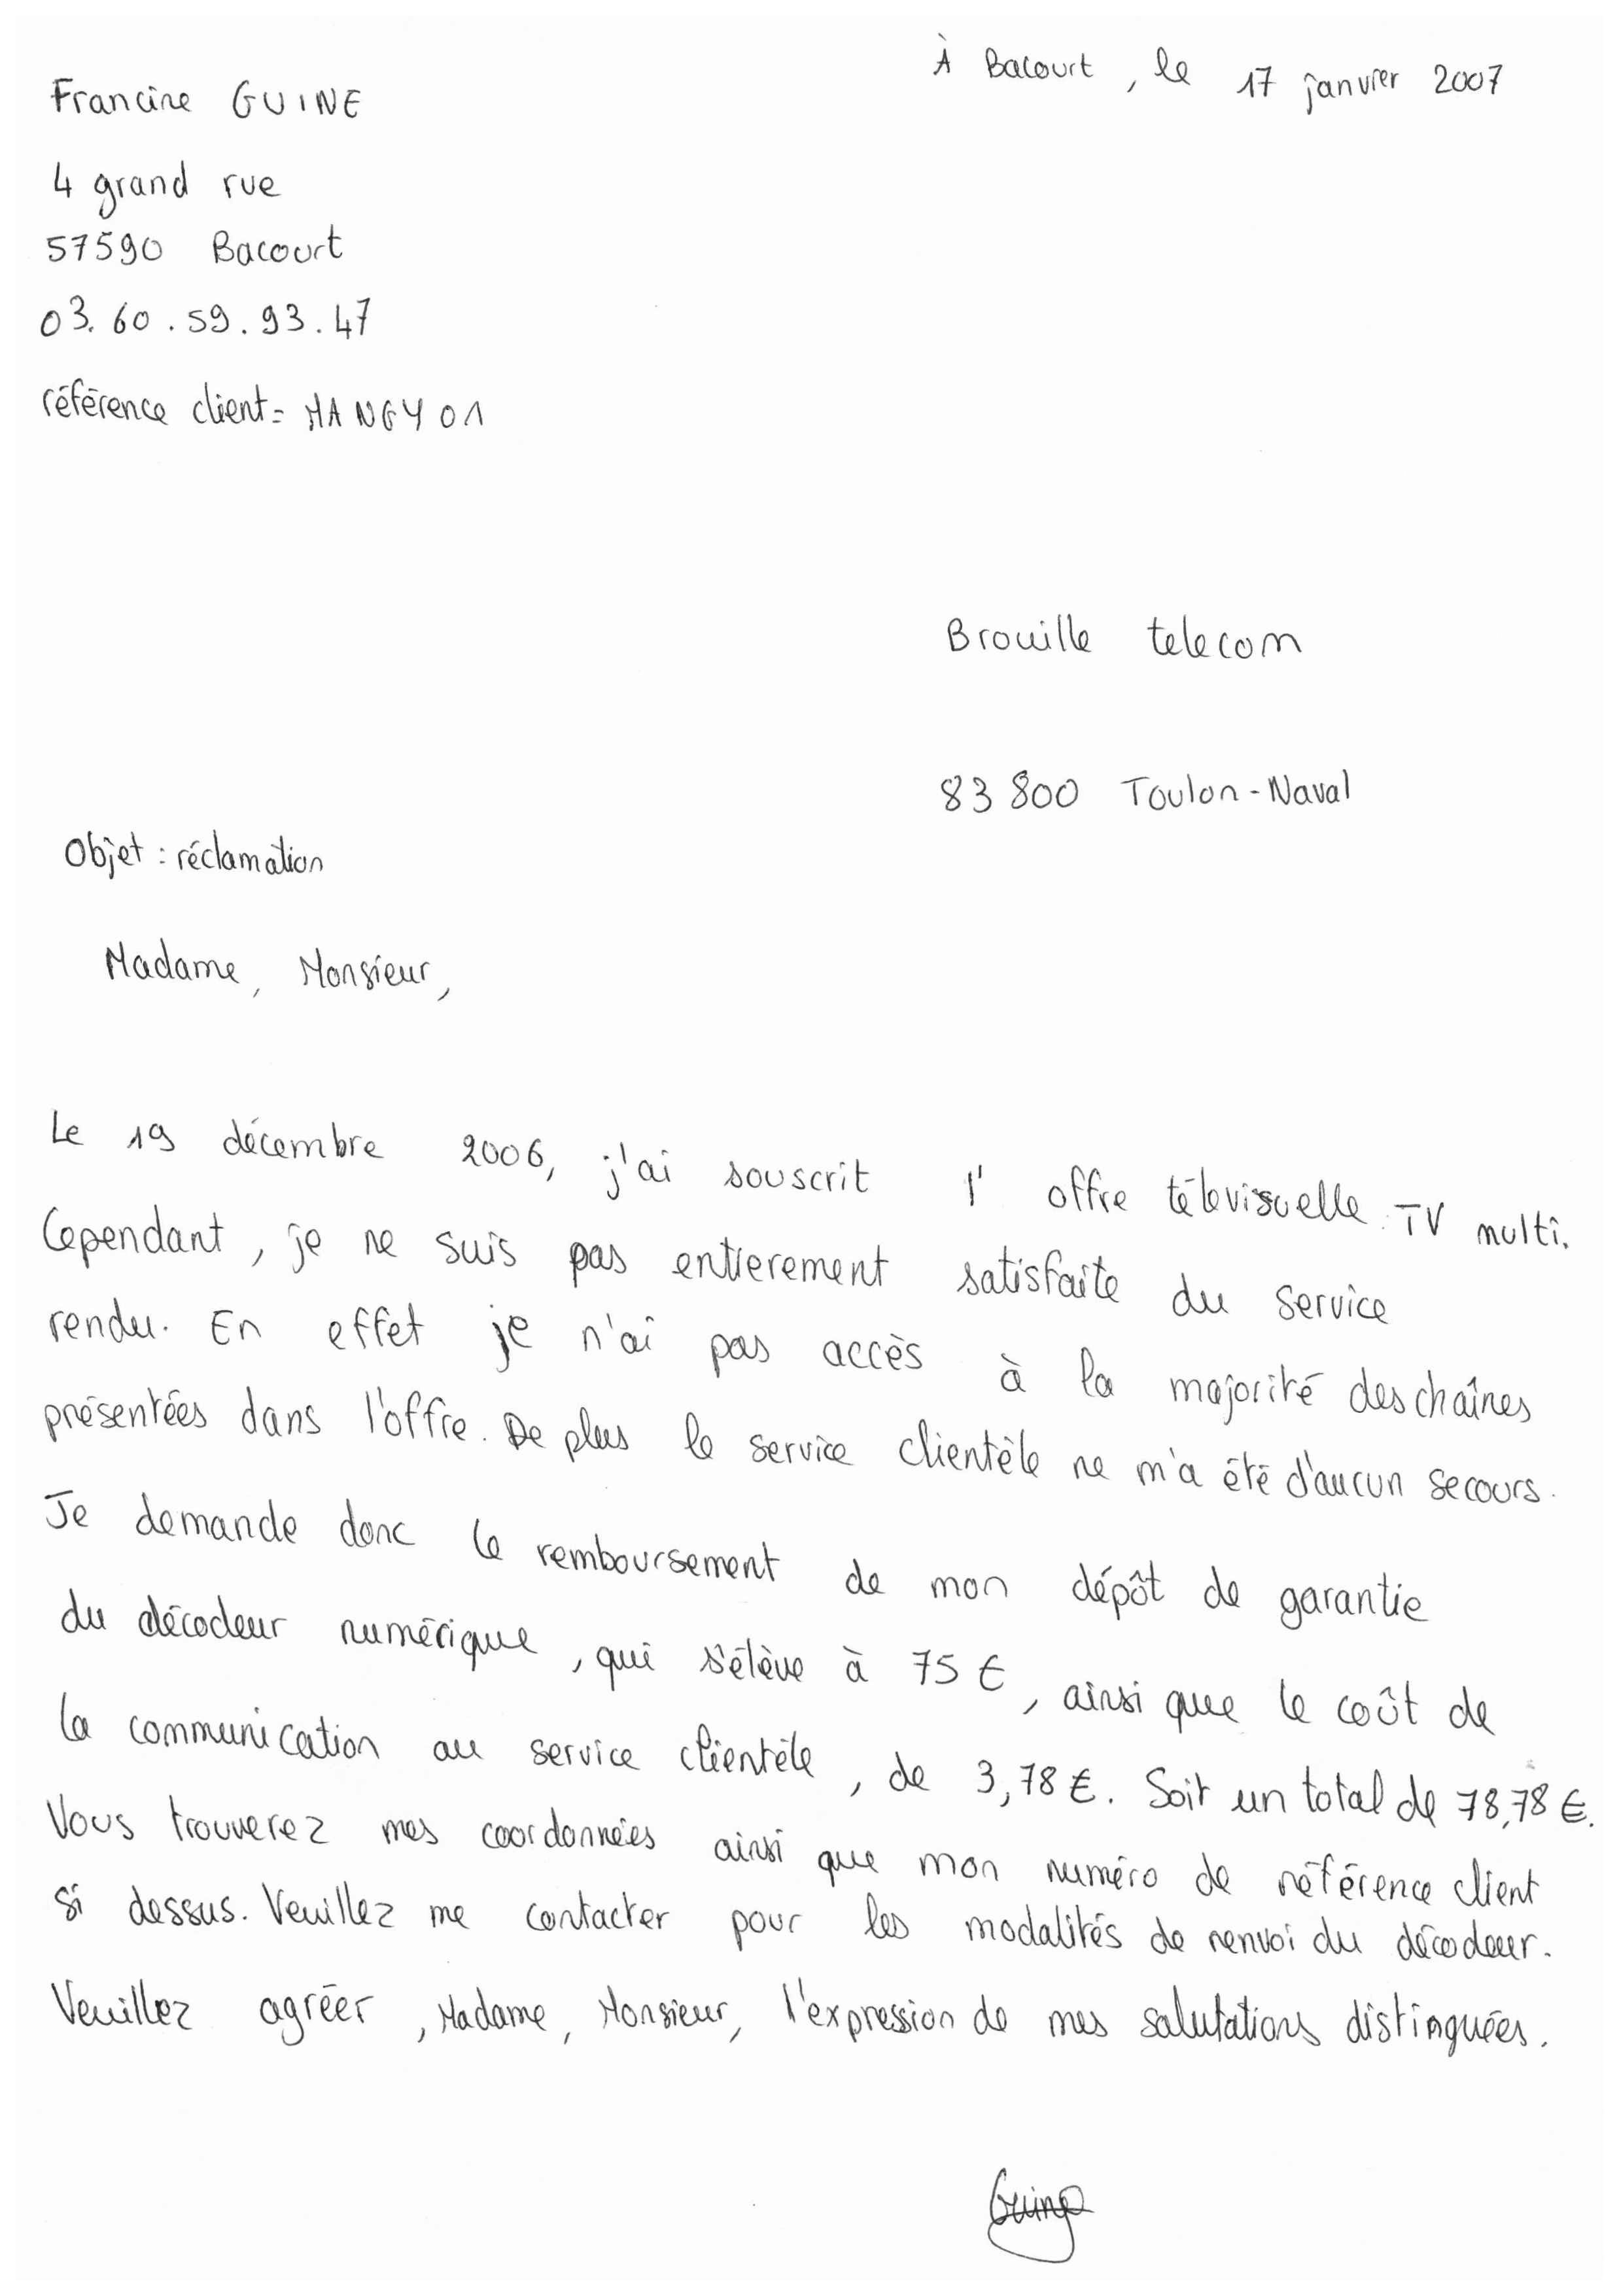 À Bacourt, le 17 janvier 2007
Francine GUINE
4 grand rue
57590 Bacourt
03.60.59.93.47
référence client = MANGY01
Brouille telecom
83 800 Toulon-Naval
Objet : réclamation
Madame, Monsieur,
Le 19 décembre 2006, j'ai souscrit l'offre télévisuelle TV multi.
Cependant, je ne suis pas entierement satisfaite du service
rendu. En effet je n'ai pas accès à la majorité des chaînes
présentées dans l'offre. De plus le service clientèle ne m'a été d'aucun secours.
Je demande donc le remboursement de mon dépôt de garantie
du décodeur numérique, qui s'élève à 75 €, ainsi que le coût de
la communication au service clientèle, de 3,78 €. Soit un total de 78,78 €.
Vous trouverez mes coordonnées ainsi que mon numéro de référence client
si dessus. Veuillez me contacter pour les modalités de renvoi du décodeur.
Veuillez agréer, Madame, Monsieur, l'expression de mes salutations distinguées.
Guine